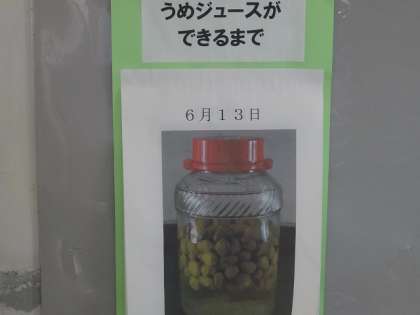 うめジュースが
できるまで
６月１３日